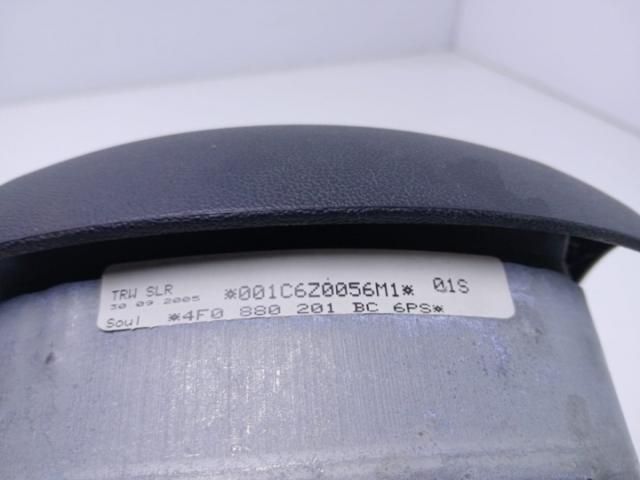 TRW SLR *001C6Z0056M1* 01S
30 09.2005
Soul *4F0 880 201 BC 6PS*